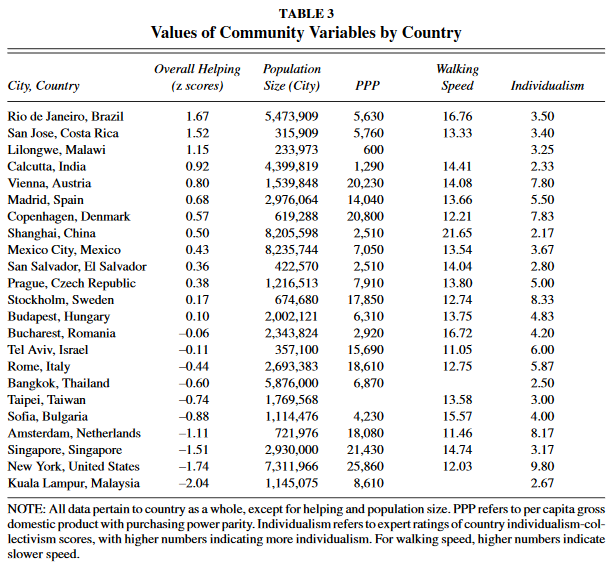 TABLE 3
Values of Community Variables by Country
Overall Helping Population Walking
City, Country (z scores) Size (City) PPP Speed Individualism
Rio de Janeiro, Brazil 1.67 5,473,909 5,630 16.76 3.50
San Jose, Costa Rica 1.52 315,909 5,760 13.33 3.40
Lilongwe, Malawi 1.15 233,973 600 3.25
Calcutta, India 0.92 4,399,819 1,290 14.41 2.33
Vienna, Austria 0.80 1,539,848 20,230 14.08 7.80
Madrid, Spain 0.68 2,976,064 14,040 13.66 5.50
Copenhagen, Denmark 0.57 619,288 20,800 12.21 7.83
Shanghai, China 0.50 8,205,598 2,510 21.65 2.17
Mexico City, Mexico 0.43 8,235,744 7,050 13.54 3.67
San Salvador, El Salvador 0.36 422,570 2,510 14.04 2.80
Prague, Czech Republic 0.38 1,216,513 7,910 13.80 5.00
Stockholm, Sweden 0.17 674,680 17,850 12.74 8.33
Budapest, Hungary 0.10 2,002,121 6,310 13.75 4.83
Bucharest, Romania –0.06 2,343,824 2,920 16.72 4.20
Tel Aviv, Israel –0.11 357,100 15,690 11.05 6.00
Rome, Italy –0.44 2,693,383 18,610 12.75 5.87
Bangkok, Thailand –0.60 5,876,000 6,870 2.50
Taipei, Taiwan –0.74 1,769,568 13.58 3.00
Sofia, Bulgaria –0.88 1,114,476 4,230 15.57 4.00
Amsterdam, Netherlands –1.11 721,976 18,080 11.46 8.17
Singapore, Singapore –1.51 2,930,000 21,430 14.74 3.17
New York, United States –1.74 7,311,966 25,860 12.03 9.80
Kuala Lampur, Malaysia –2.04 1,145,075 8,610 2.67
NOTE: All data pertain to country as a whole, except for helping and population size. PPP refers to per capita gross
domestic product with purchasing power parity. Individualism refers to expert ratings of country individualism-col-
lectivism scores, with higher numbers indicating more individualism. For walking speed, higher numbers indicate
slower speed.